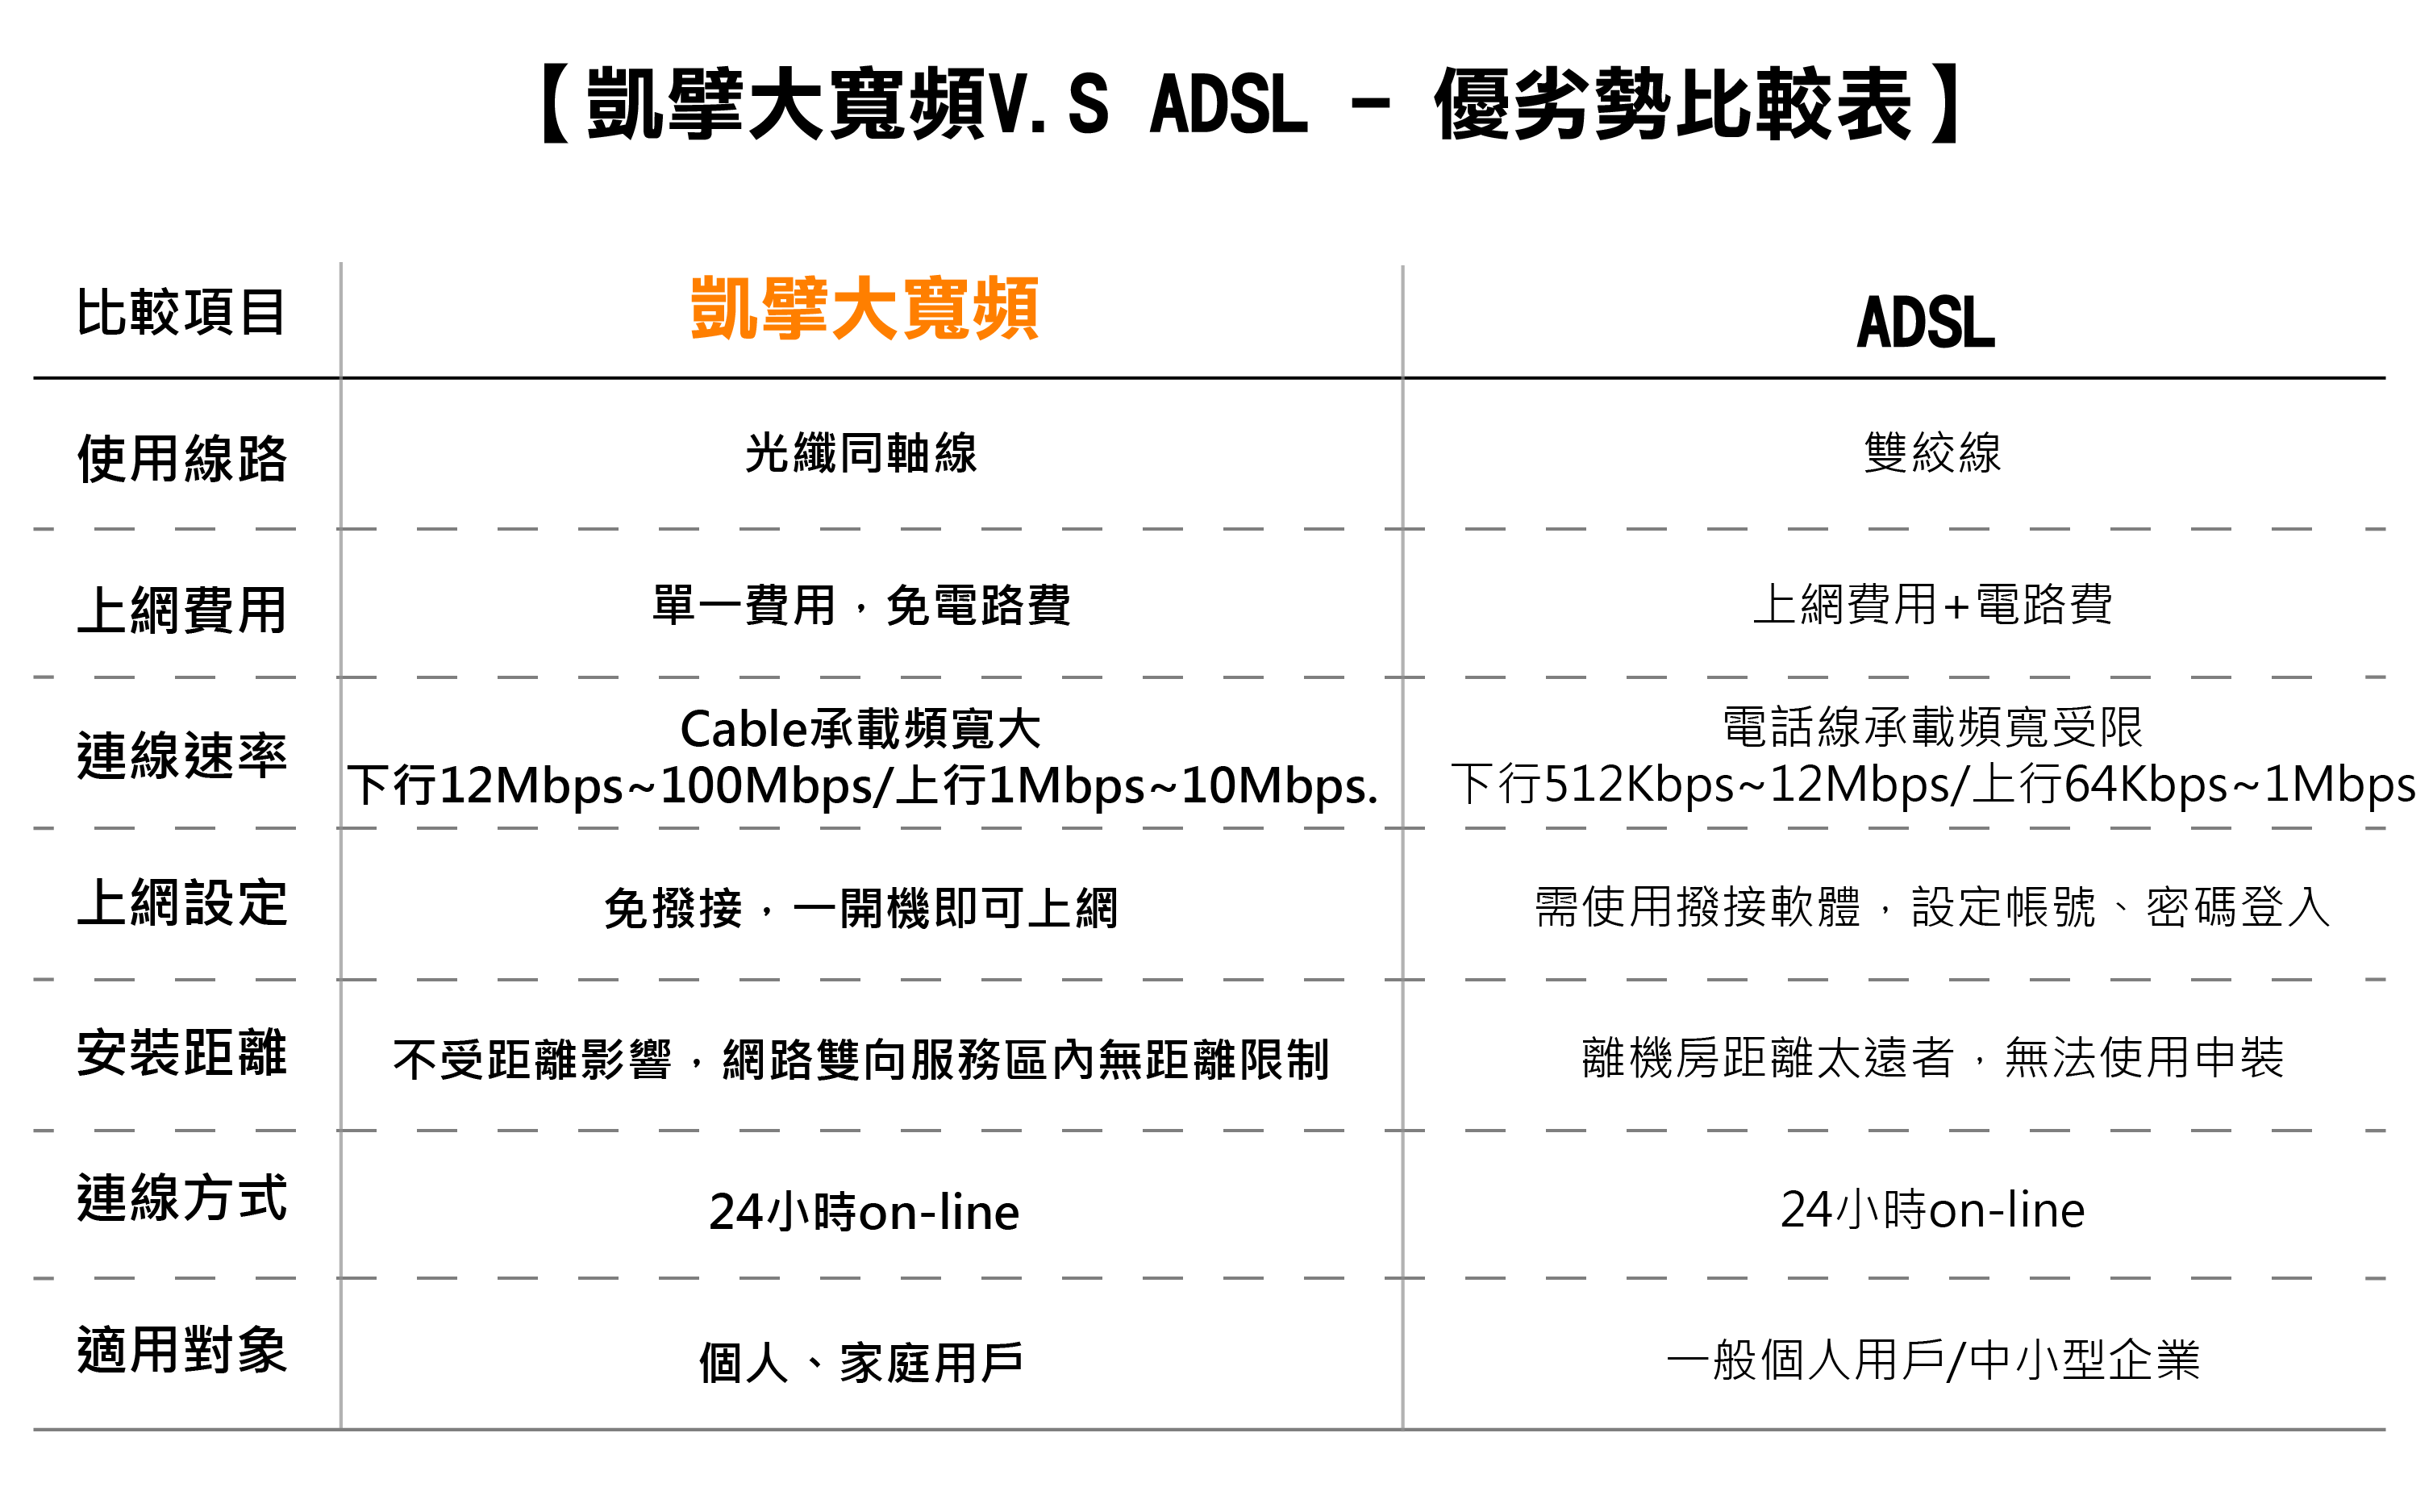 【凱擘大寬頻V.S ADSL - 優劣勢比較表】
比較項目 凱擘大寬頻 ADSL
使用線路 光纖同軸線 雙絞線
上網費用 單一費用，免電路費 上網費用+電路費
Cable承載頻寬大 電話線承載頻寬受限
連線速率
下行12Mbps~100Mbps/上行1Mbps~10Mbps. 下行512Kbps~12Mbps/上行64Kbps~1Mbps
上網設定 免撥接，一開機即可上網 需使用撥接軟體，設定帳號、密碼登入
安裝距離 不受距離影響，網路雙向服務區內無距離限制 離機房距離太遠者，無法使用申裝
連線方式 24小時on-line 24小時on-line
適用對象 個人、家庭用戶 一般個人用戶/中小型企業